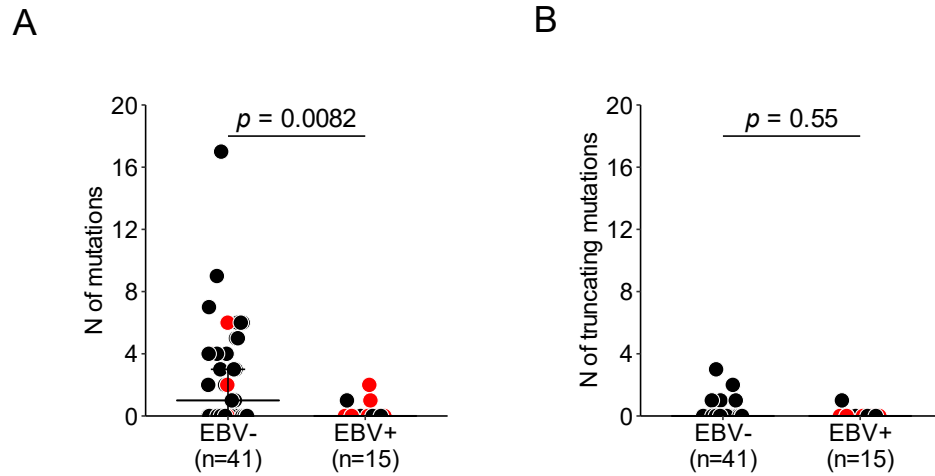 A
B
N of mutations
20
16
12
8
4
0
p = 0.0082
EBV-
(n=41)
EBV+
(n=15)
N of truncating mutations
20
16
12
8
4
0
p = 0.55
EBV-
(n=41)
EBV+
(n=15)